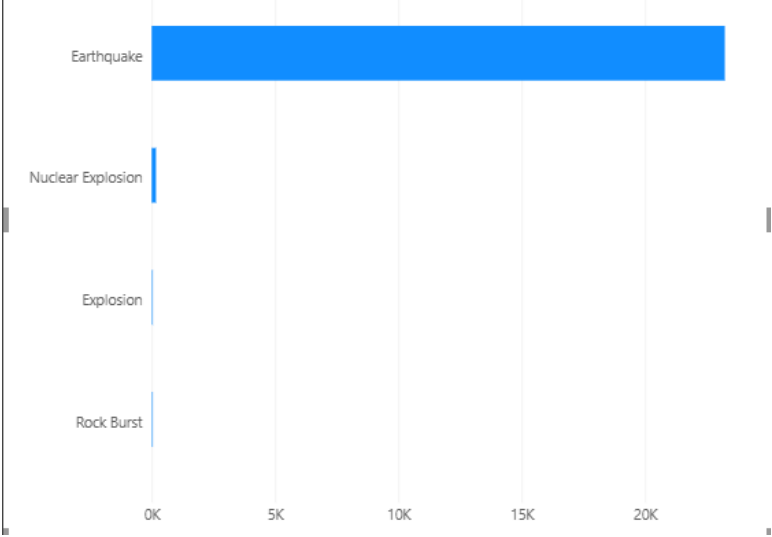 Earthquake
Nuclear Explosion
Explosion
Rock Burst
0K 5K 10K 15K 20K